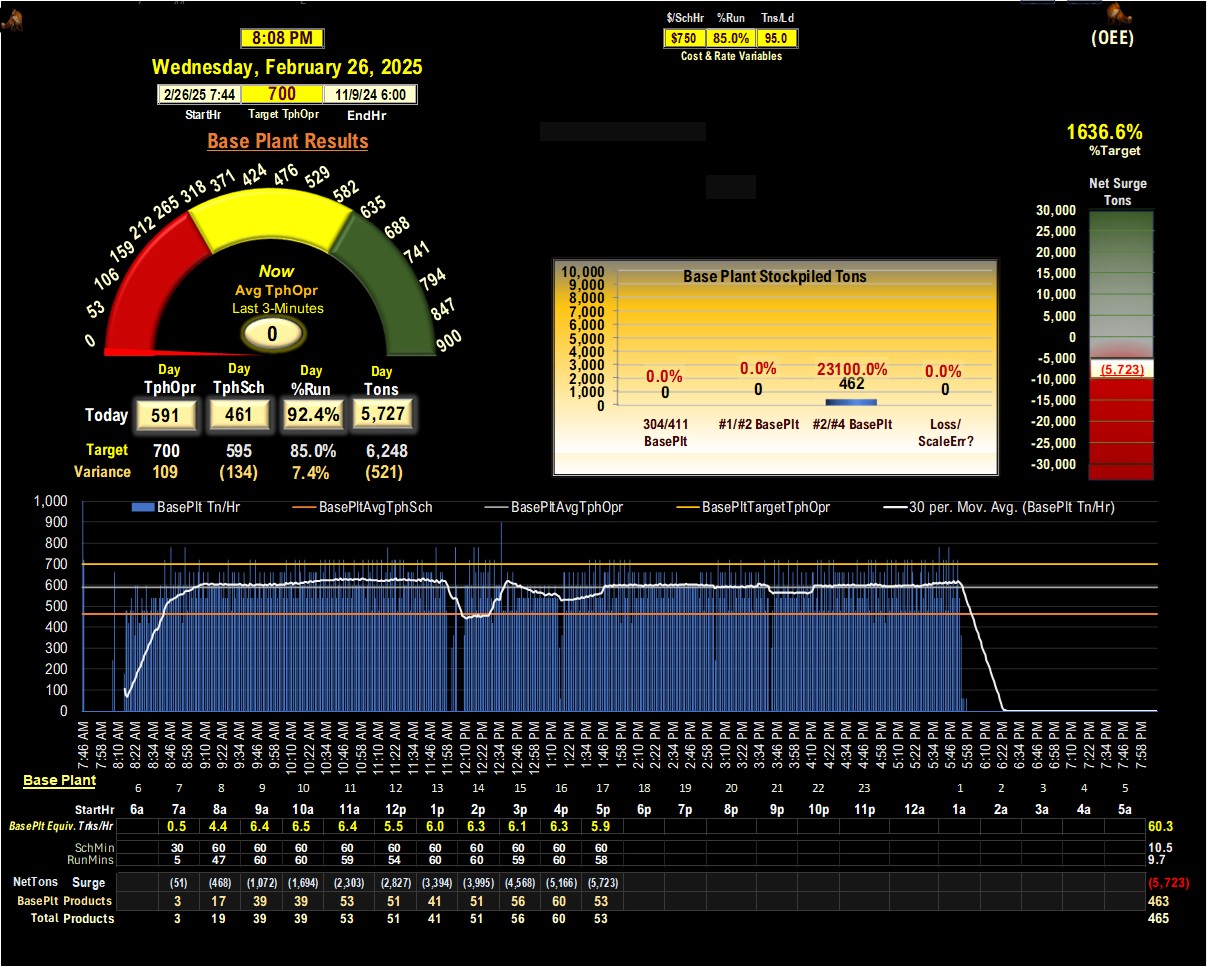 $/SchHr %Run Tns/Ld
$750 85.0% 95.0
Cost & Rate Variables
(OEE)
8:08 PM
Wednesday, February 26, 2025
2/26/25 7:44 700 11/9/24 6:00
StartHr Target TphOpr EndHr
Base Plant Results
1636.6%
%Target
Net Surge
Tons
30,000
25,000
20,000
15,000
10,000
5,000
0
-5,000
(5,723)
-10,000
-15,000
-20,000
-25,000
-30,000
0 53 106 159 212 265 318 371 424 476 529 582 635 688 741 794 847 900
Now
Avg TphOpr
Last 3-Minutes
0
Day Day Day Day
TphOpr TphSch %Run Tons
Today 591 461 92.4% 5,727
Target 700 595 85.0% 6,248
Variance 109 (134) 7.4% (521)
Base Plant Stockpiled Tons
10,000
9,000
8,000
7,000
6,000
5,000
4,000
3,000
2,000
1,000
0
0.0% 0.0% 23100.0% 0.0%
0 0 462 0
304/411 BasePlt
#1/#2 BasePlt
#2/#4 BasePlt
Loss/ ScaleErr?
BasePlt Tn/Hr BasePltAvgTphSch BasePltAvgTphOpr BasePltTargetTphOpr 30 per. Mov. Avg. (BasePlt Tn/Hr)
1,000
900
800
700
600
500
400
300
200
100
0
7:46 AM 7:58 AM 8:10 AM 8:22 AM 8:34 AM 8:46 AM 8:58 AM 9:10 AM 9:22 AM 9:34 AM 9:46 AM 9:58 AM 10:10 AM 10:22 AM 10:34 AM 10:46 AM 10:58 AM 11:10 AM 11:22 AM 11:34 AM 11:46 AM 11:58 AM 12:10 PM 12:22 PM 12:34 PM 12:46 PM 12:58 PM 1:10 PM 1:22 PM 1:34 PM 1:46 PM 1:58 PM 2:10 PM 2:22 PM 2:34 PM 2:46 PM 2:58 PM 3:10 PM 3:22 PM 3:34 PM 3:46 PM 3:58 PM 4:10 PM 4:22 PM 4:34 PM 4:46 PM 4:58 PM 5:10 PM 5:22 PM 5:34 PM 5:46 PM 5:58 PM 6:10 PM 6:22 PM 6:34 PM 6:46 PM 6:58 PM 7:10 PM 7:22 PM 7:34 PM 7:46 PM 7:58 PM
Base Plant
6 7 8 9 10 11 12 13 14 15 16 17 18 19 20 21 22 23 1 2 3 4 5
StartHr 6a 7a 8a 9a 10a 11a 12p 1p 2p 3p 4p 5p 6p 7p 8p 9p 10p 11p 12a 1a 2a 3a 4a 5a
BasePlt Equiv. Trks/Hr 0.5 4.4 6.4 6.5 6.4 5.5 6.0 6.3 6.1 6.3 5.9 60.3
SchMin 30 60 60 60 60 60 60 60 60 60 60 10.5
RunMins 5 47 60 60 59 54 60 60 59 60 58 9.7
NetTons Surge (51) (468) (1,072) (1,694) (2,303) (2,827) (3,394) (3,995) (4,568) (5,166) (5,723) (5,723)
BasePlt Products 3 17 39 39 53 51 41 51 56 60 53 463
Total Products 3 19 39 39 53 51 41 51 56 60 53 465